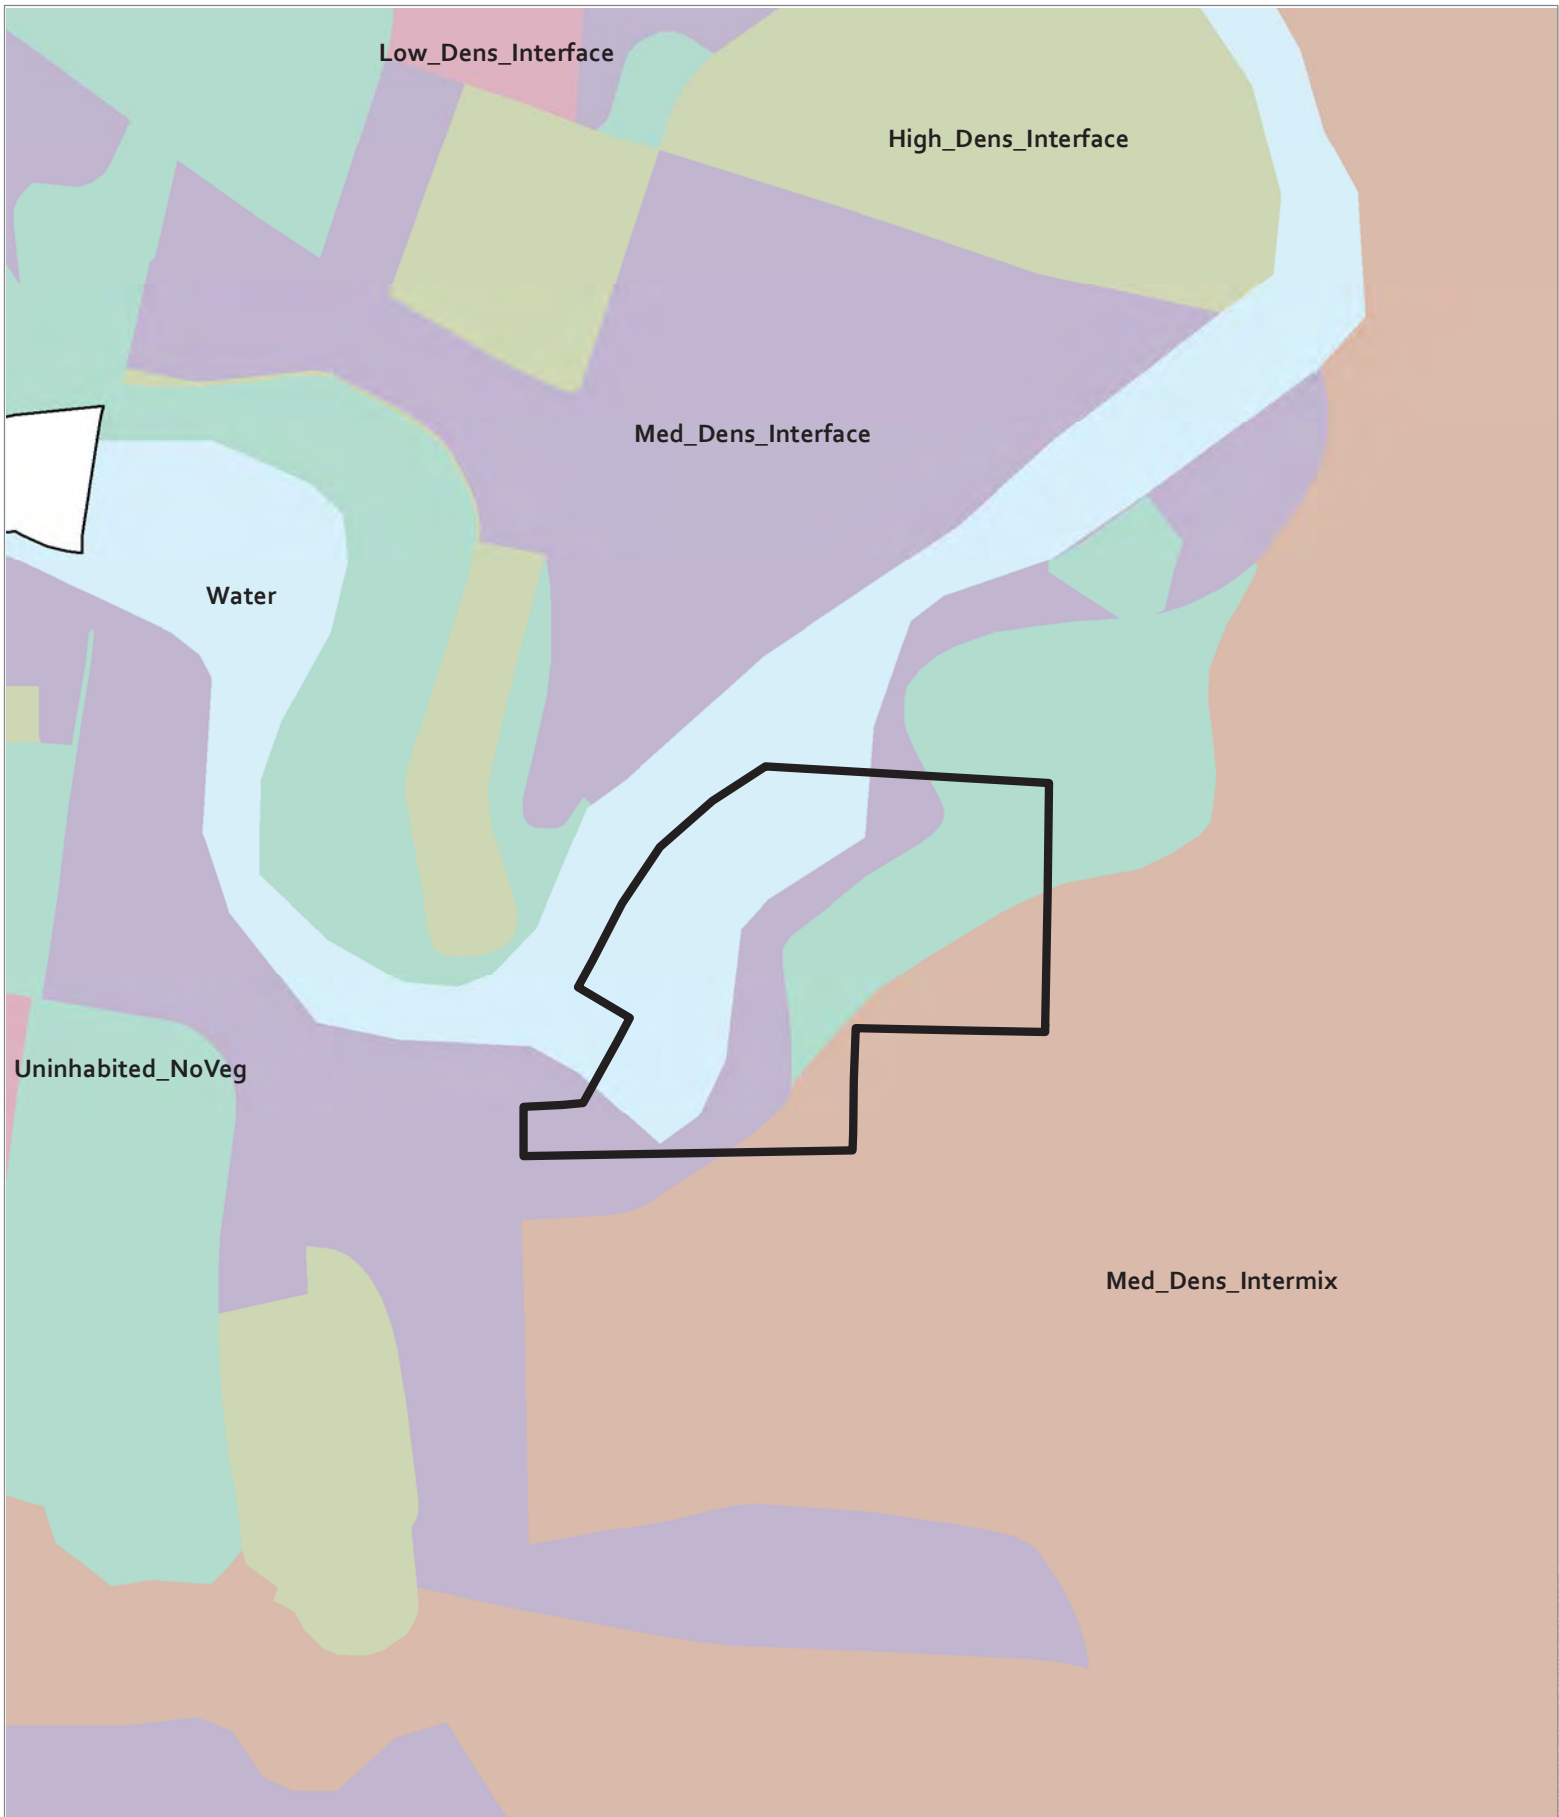 Low_Dens_Interface
High_Dens_Interface
Med_Dens_Interface
Water
Uninhabited_NoVeg
Med_Dens_Intermix